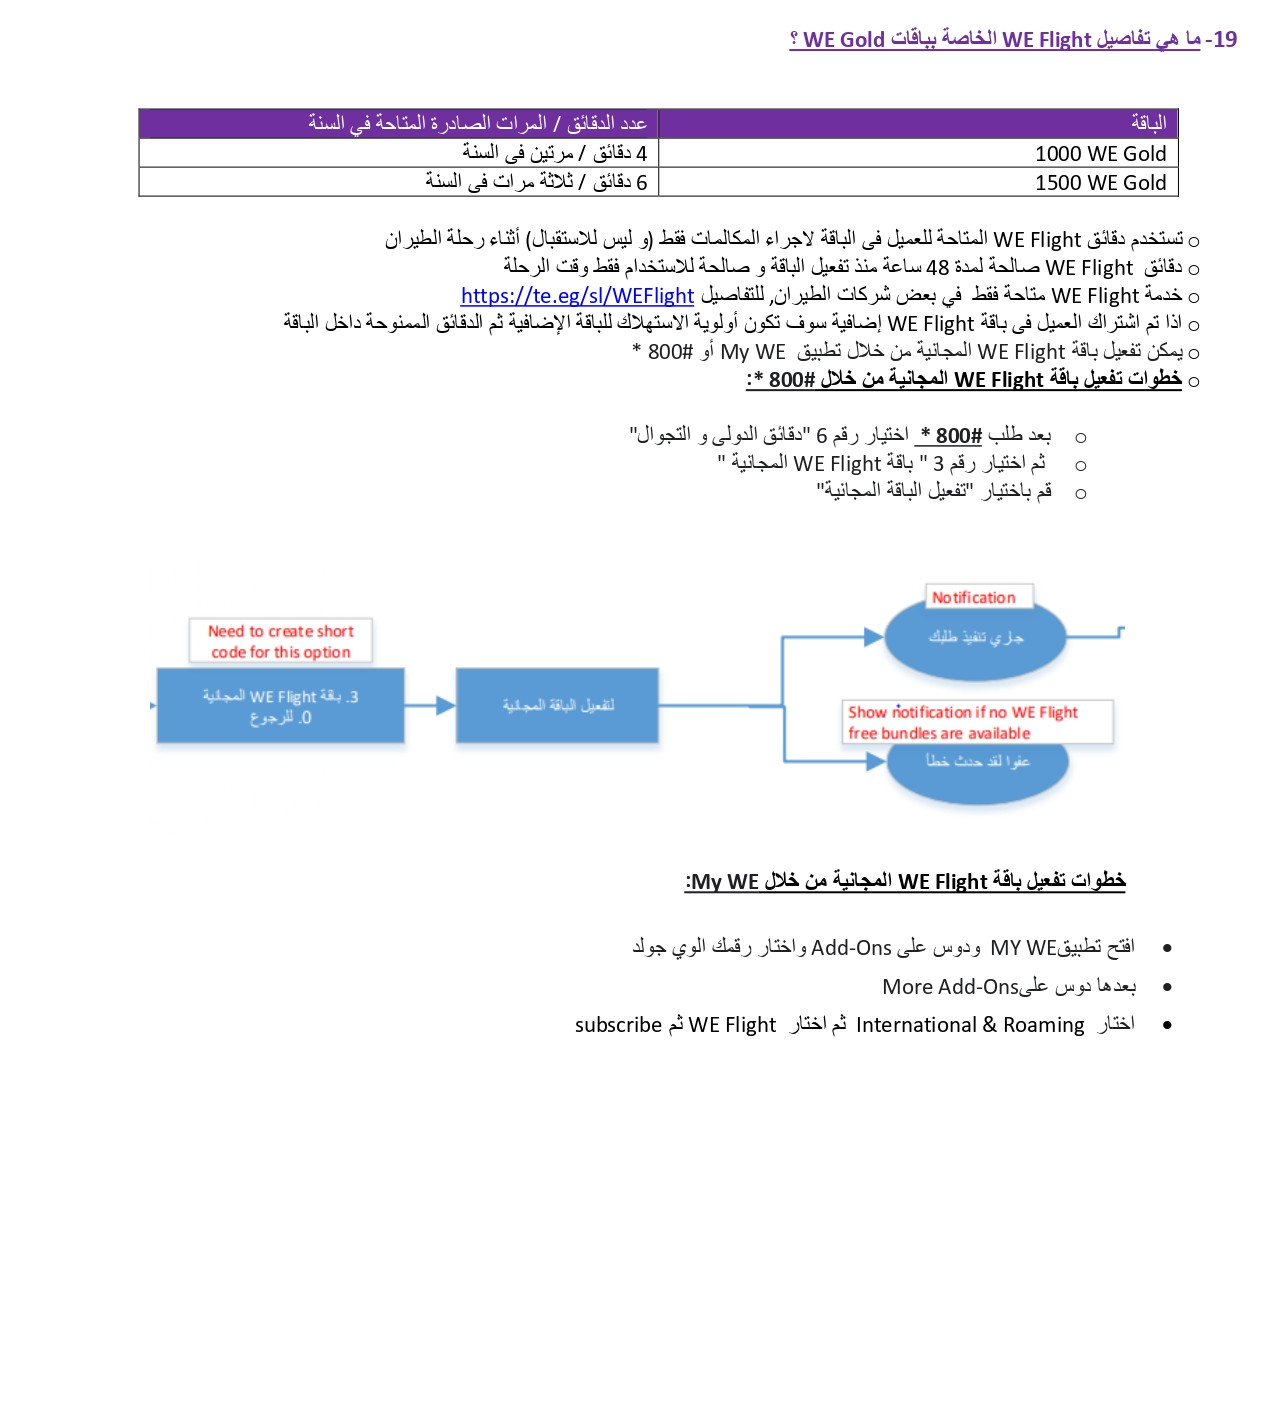 19- ما هي تفاصيل WE Flight الخاصة بباقات WE Gold ؟
الباقة عدد الدقائق / المرات الصادرة المتاحة في السنة
1000 WE Gold 4 دقائق / مرتين فى السنة
1500 WE Gold 6 دقائق / ثلاثة مرات فى السنة
o تستخدم دقائق WE Flight المتاحة للعميل فى الباقة لاجراء المكالمات فقط (و ليس للاستقبال) أثناء رحلة الطيران
o دقائق WE Flight صالحة لمدة 48 ساعة منذ تفعيل الباقة و صالحة للاستخدام فقط وقت الرحلة
o خدمة WE Flight متاحة فقط في بعض شركات الطيران, للتفاصيل https://te.eg/sl/WEFlight
o اذا تم اشتراك العميل فى باقة WE Flight إضافية سوف تكون أولوية الاستهلاك للباقة الإضافية ثم الدقائق الممنوحة داخل الباقة
o يمكن تفعيل باقة WE Flight المجانية من خلال تطبيق My WE أو #800 *
o خطوات تفعيل باقة WE Flight المجانية من خلال #800 *:
o بعد طلب #800 * اختيار رقم 6 "دقائق الدولى و التجوال"
o ثم اختيار رقم 3 " باقة WE Flight المجانية "
o قم باختيار "تفعيل الباقة المجانية"
Need to create short
code for this option
3. باقة WE Flight المجانية
0. للرجوع
لتفعيل الباقة المجانية
Notification
جاري تنفيذ طلبك
Show notification if no WE Flight
free bundles are available
عفوا لقد حدث خطأ
خطوات تفعيل باقة WE Flight المجانية من خلال My WE:
• افتح تطبيقMY WE ودوس على Add-Ons واختار رقمك الوي جولد
• بعدها دوس علىMore Add-Ons
• اختار International & Roaming ثم اختار WE Flight ثم subscribe